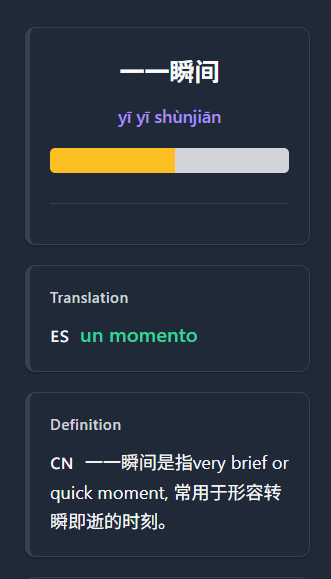 一一瞬间
yī yī shùnjiān
Translation
ES un momento
Definition
CN 一一瞬间是指very brief or
quick moment, 常用于形容转
瞬即逝的时刻。